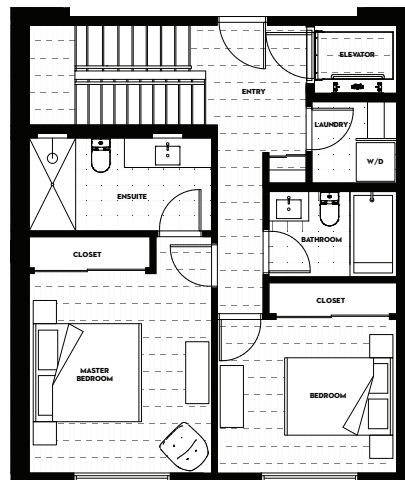 ELEVATOR
ENTRY
LAUNDRY
W/D
ENSUITE
BATHROOM
CLOSET
CLOSET
MASTER
BEDROOM
BEDROOM